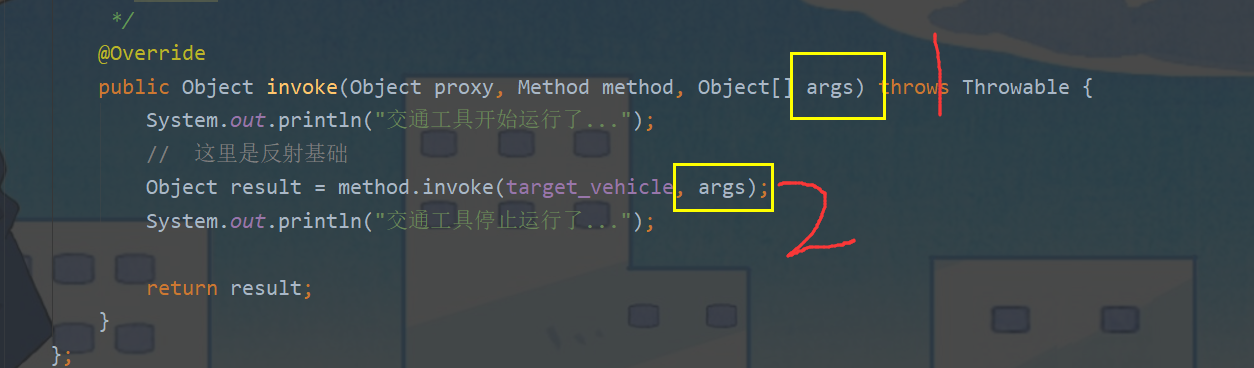 */
@Override
public Object invoke(Object proxy, Method method, Object[] args) throws Throwable {
System.out.println("交通工具开始运行了...");
// 这里是反射基础
Object result = method.invoke(target_vehicle, args);
System.out.println("交通工具停止运行了...");
return result;
}
};
1
2